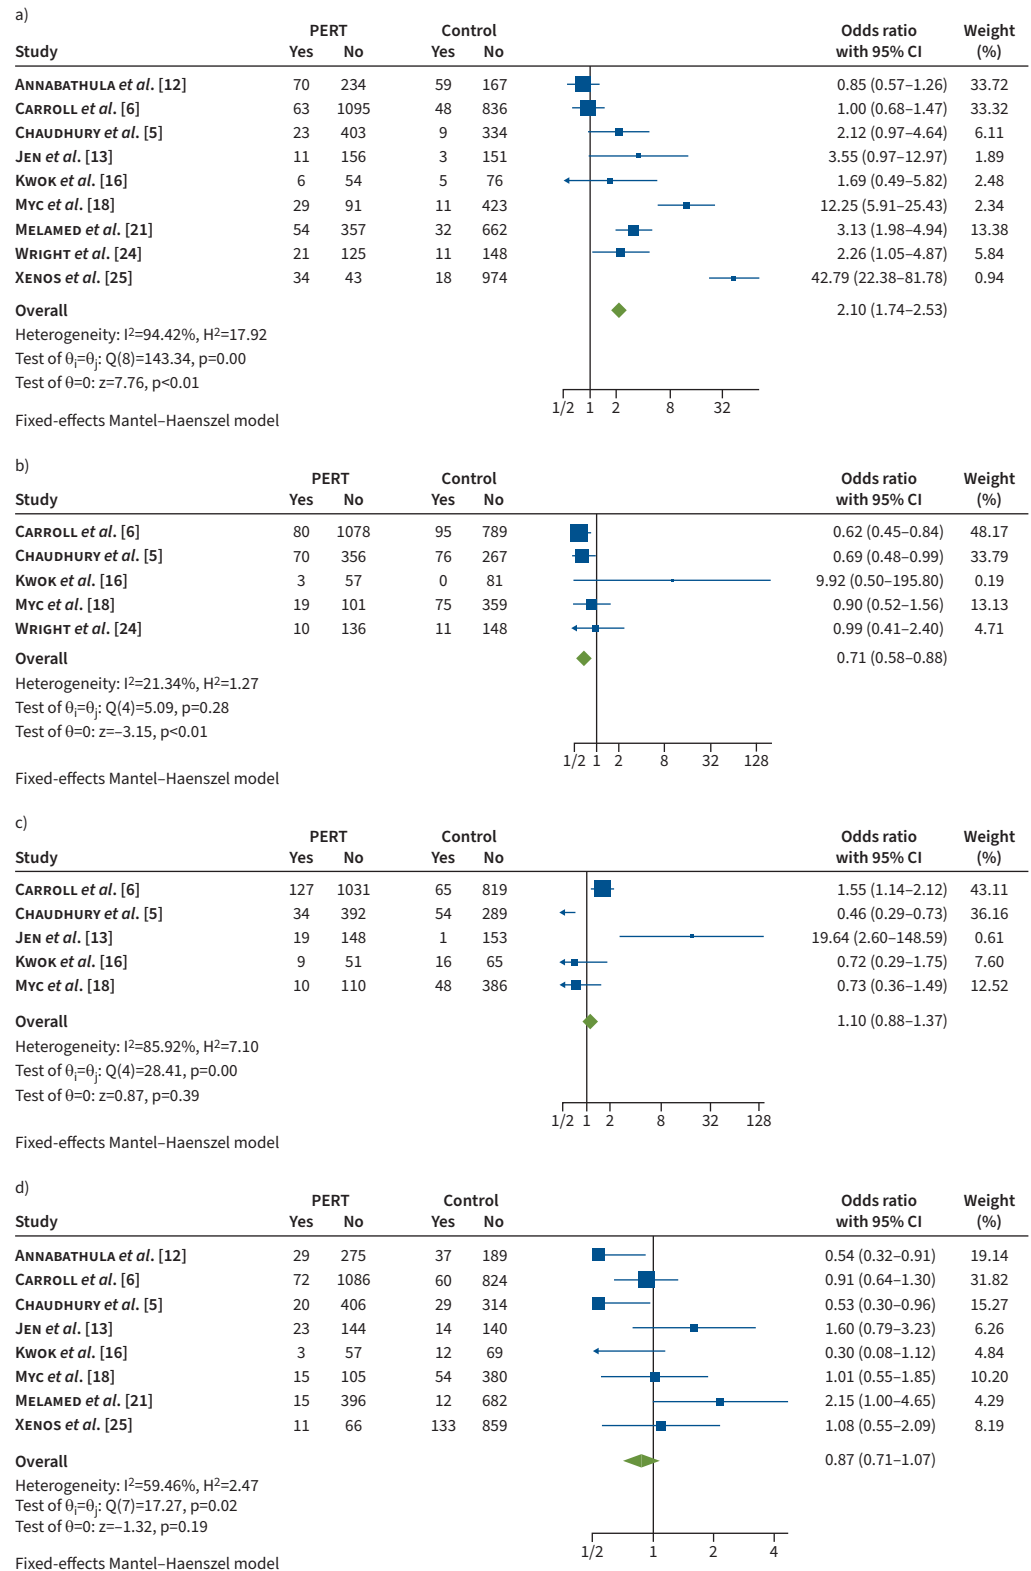 a)
PERT Control Odds ratio Weight
Study Yes No Yes No with 95% CI (%)
Annabathula et al. [12] 70 234 59 167 0.85 (0.57–1.26) 33.72
Carroll et al. [6] 63 1095 48 836 1.00 (0.68–1.47) 33.32
Chaudhury et al. [5] 23 403 9 334 2.12 (0.97–4.64) 6.11
Jen et al. [13] 11 156 3 151 3.55 (0.97–12.97) 1.89
Kwok et al. [16] 6 54 5 76 1.69 (0.49–5.82) 2.48
Myc et al. [18] 29 91 11 423 12.25 (5.91–25.43) 2.34
Melamed et al. [21] 54 357 32 662 3.13 (1.98–4.94) 13.38
Wright et al. [24] 21 125 11 148 2.26 (1.05–4.87) 5.84
Xenos et al. [25] 34 43 18 974 42.79 (22.38–81.78) 0.94
Overall 2.10 (1.74–2.53)
Heterogeneity: I²=94.42%, H²=17.92
Test of θi=θj: Q(8)=143.34, p=0.00
Test of θ=0: z=7.76, p<0.01
1/2 1 2 8 32
Fixed-effects Mantel–Haenszel model
b)
PERT Control Odds ratio Weight
Study Yes No Yes No with 95% CI (%)
Carroll et al. [6] 80 1078 95 789 0.62 (0.45–0.84) 48.17
Chaudhury et al. [5] 70 356 76 267 0.69 (0.48–0.99) 33.79
Kwok et al. [16] 3 57 0 81 9.92 (0.50–195.80) 0.19
Myc et al. [18] 19 101 75 359 0.90 (0.52–1.56) 13.13
Wright et al. [24] 10 136 11 148 0.99 (0.41–2.40) 4.71
Overall 0.71 (0.58–0.88)
Heterogeneity: I²=21.34%, H²=1.27
Test of θi=θj: Q(4)=5.09, p=0.28
Test of θ=0: z=–3.15, p<0.01
1/2 1 2 8 32 128
Fixed-effects Mantel–Haenszel model
c)
PERT Control Odds ratio Weight
Study Yes No Yes No with 95% CI (%)
Carroll et al. [6] 127 1031 65 819 1.55 (1.14–2.12) 43.11
Chaudhury et al. [5] 34 392 54 289 0.46 (0.29–0.73) 36.16
Jen et al. [13] 19 148 1 153 19.64 (2.60–148.59) 0.61
Kwok et al. [16] 9 51 16 65 0.72 (0.29–1.75) 7.60
Myc et al. [18] 10 110 48 386 0.73 (0.36–1.49) 12.52
Overall 1.10 (0.88–1.37)
Heterogeneity: I²=85.92%, H²=7.10
Test of θi=θj: Q(4)=28.41, p=0.00
Test of θ=0: z=0.87, p=0.39
1/2 1 2 8 32 128
Fixed-effects Mantel–Haenszel model
d)
PERT Control Odds ratio Weight
Study Yes No Yes No with 95% CI (%)
Annabathula et al. [12] 29 275 37 189 0.54 (0.32–0.91) 19.14
Carroll et al. [6] 72 1086 60 824 0.91 (0.64–1.30) 31.82
Chaudhury et al. [5] 20 406 29 314 0.53 (0.30–0.96) 15.27
Jen et al. [13] 23 144 14 140 1.60 (0.79–3.23) 6.26
Kwok et al. [16] 3 57 12 69 0.30 (0.08–1.12) 4.84
Myc et al. [18] 15 105 54 380 1.01 (0.55–1.85) 10.20
Melamed et al. [21] 15 396 12 682 2.15 (1.00–4.65) 4.29
Xenos et al. [25] 11 66 133 859 1.08 (0.55–2.09) 8.19
Overall 0.87 (0.71–1.07)
Heterogeneity: I²=59.46%, H²=2.47
Test of θi=θj: Q(7)=17.27, p=0.02
Test of θ=0: z=–1.32, p=0.19
1/2 1 2 4
Fixed-effects Mantel–Haenszel model